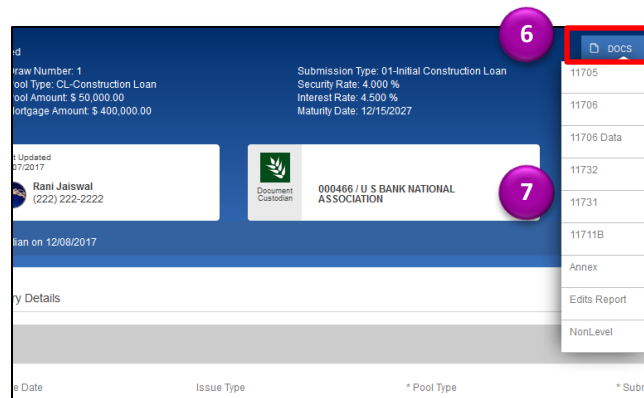 6
DOCS
ed
raw Number: 1
ool Type: CL-Construction Loan
ool Amount: $ 50,000.00
ortgage Amount: $ 400,000.00
Submission Type: 01-Initial Construction Loan
Security Rate: 4.000 %
Interest Rate: 4.500 %
Maturity Date: 12/15/2027
11705
11706
11706 Data
11732
11731
11711B
Annex
Edits Report
NonLevel
t Updated
07/2017
Rani Jaiswal
(222) 222-2222
Document
Custodian
000466 / U S BANK NATIONAL
ASSOCIATION
7
lian on 12/08/2017
ry Details
e Date
Issue Type
* Pool Type
* Subr